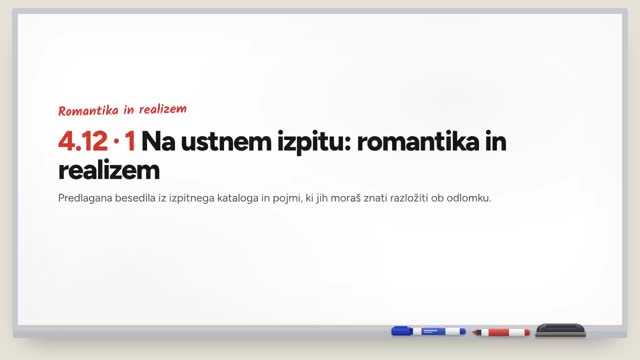 Romantika in realizem
4.12 · 1 Na ustnem izpitu: romantika in
realizem
Predlagana besedila iz izpitnega kataloga in pojmi, ki jih moraš znati razložiti ob odlomku.